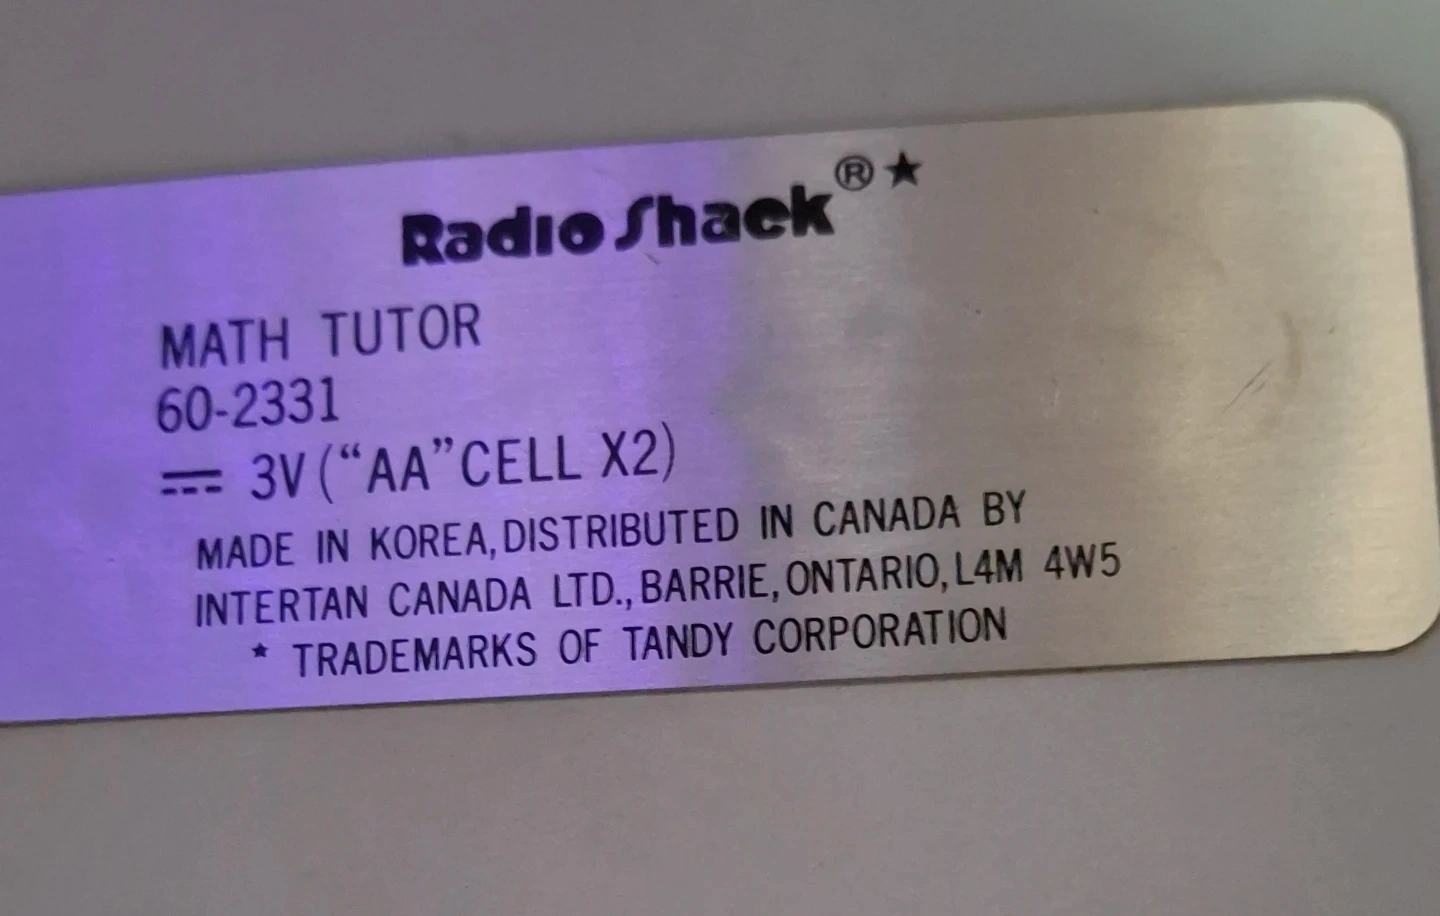 Radio Shack®★
MATH TUTOR
60-2331
⎓ 3V (“AA” CELL X2)
MADE IN KOREA, DISTRIBUTED IN CANADA BY
INTERTAN CANADA LTD., BARRIE, ONTARIO, L4M 4W5
★ TRADEMARKS OF TANDY CORPORATION